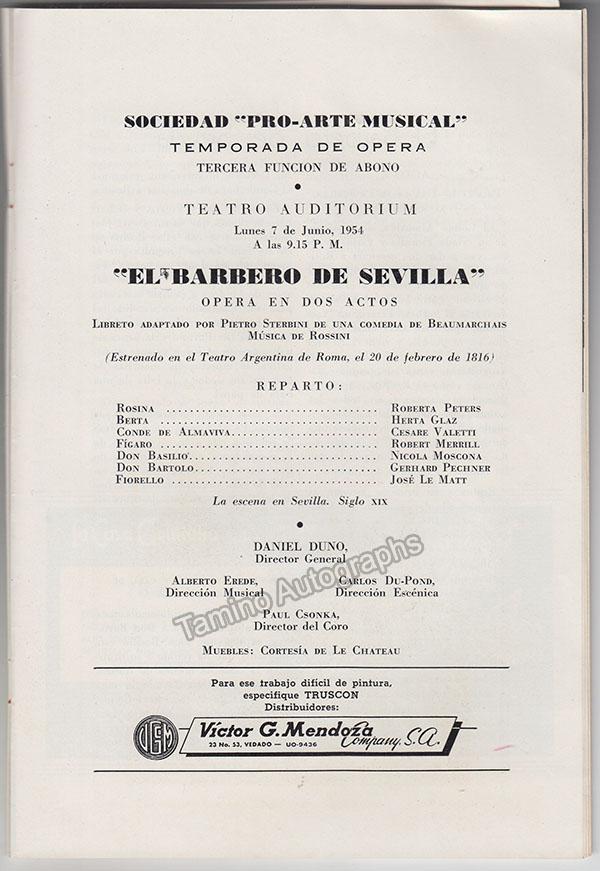 SOCIEDAD "PRO-ARTE MUSICAL"
TEMPORADA DE OPERA
TERCERA FUNCION DE ABONO
TEATRO AUDITORIUM
Lunes 7 de Junio, 1954
A las 9.15 P. M.
"EL BARBERO DE SEVILLA"
OPERA EN DOS ACTOS
Libreto adaptado por Pietro Sterbini de una comedia de Beaumarchais
Música de Rossini
(Estrenado en el Teatro Argentina de Roma, el 20 de febrero de 1816)
REPARTO:
Rosina .................................. Roberta Peters
Berta .................................. Herta Glaz
Conde de Almaviva........................ Cesare Valetti
Fígaro .................................. Robert Merrill
Don Basilio.............................. Nicola Moscona
Don Bartolo.............................. Gerhard Pechner
Fiorello ................................ José Le Matt
La escena en Sevilla. Siglo XIX
DANIEL DUNO,
Director General
Alberto Erede, Carlos Du-Pond,
Dirección Musical Dirección Escénica
Tamino Autographs
Paul Csonka,
Director del Coro
Muebles: Cortesía de Le Chateau
Para ese trabajo difícil de pintura,
especifique TRUSCON
Distribuidores:
VGM
Víctor G. Mendoza
Company, S.A.
23 No. 53, VEDADO — UO-9436